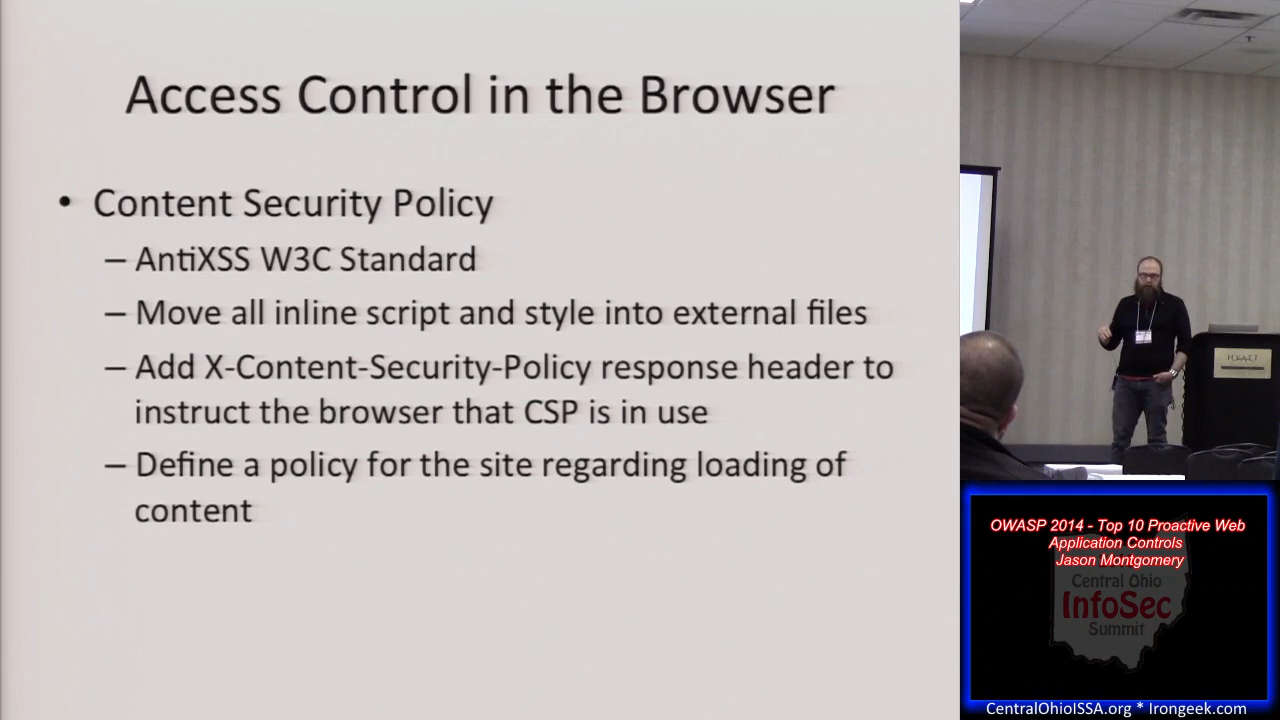 Access Control in the Browser
• Content Security Policy
– AntiXSS W3C Standard
– Move all inline script and style into external files
– Add X-Content-Security-Policy response header to
instruct the browser that CSP is in use
– Define a policy for the site regarding loading of
content
HYATT
OWASP 2014 - Top 10 Proactive Web
Application Controls
Jason Montgomery
Central Ohio
InfoSec
Summit
CentralOhioISSA.org * Irongeek.com